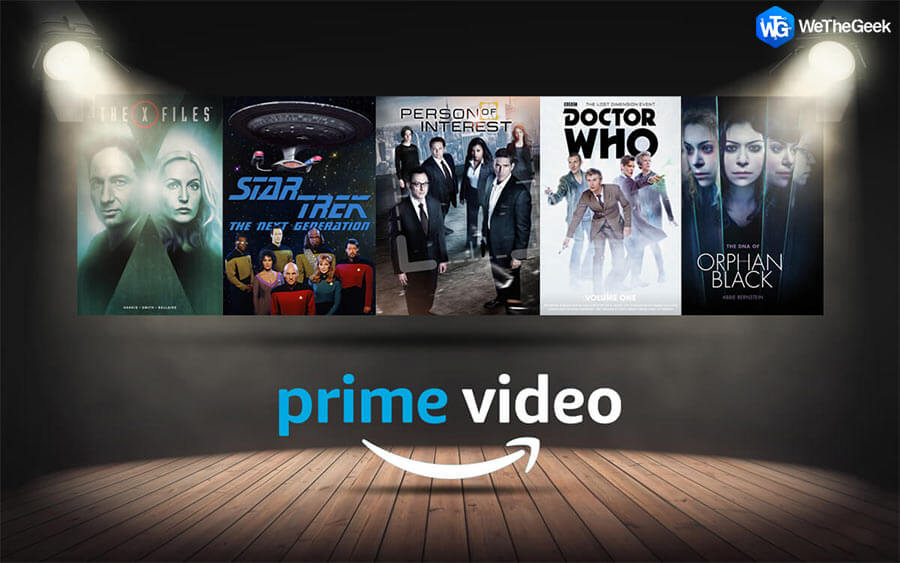 WTG WeTheGeek
THE X FILES
HARRIS · SMITH · BELLAIRE
STAR TREK
THE NEXT GENERATION
PERSON OF
INTEREST
BBC
THE LOST DIMENSION EVENT
DOCTOR
WHO
VOLUME ONE
THE DNA OF
ORPHAN
BLACK
ABBIE BERNSTEIN
prime video